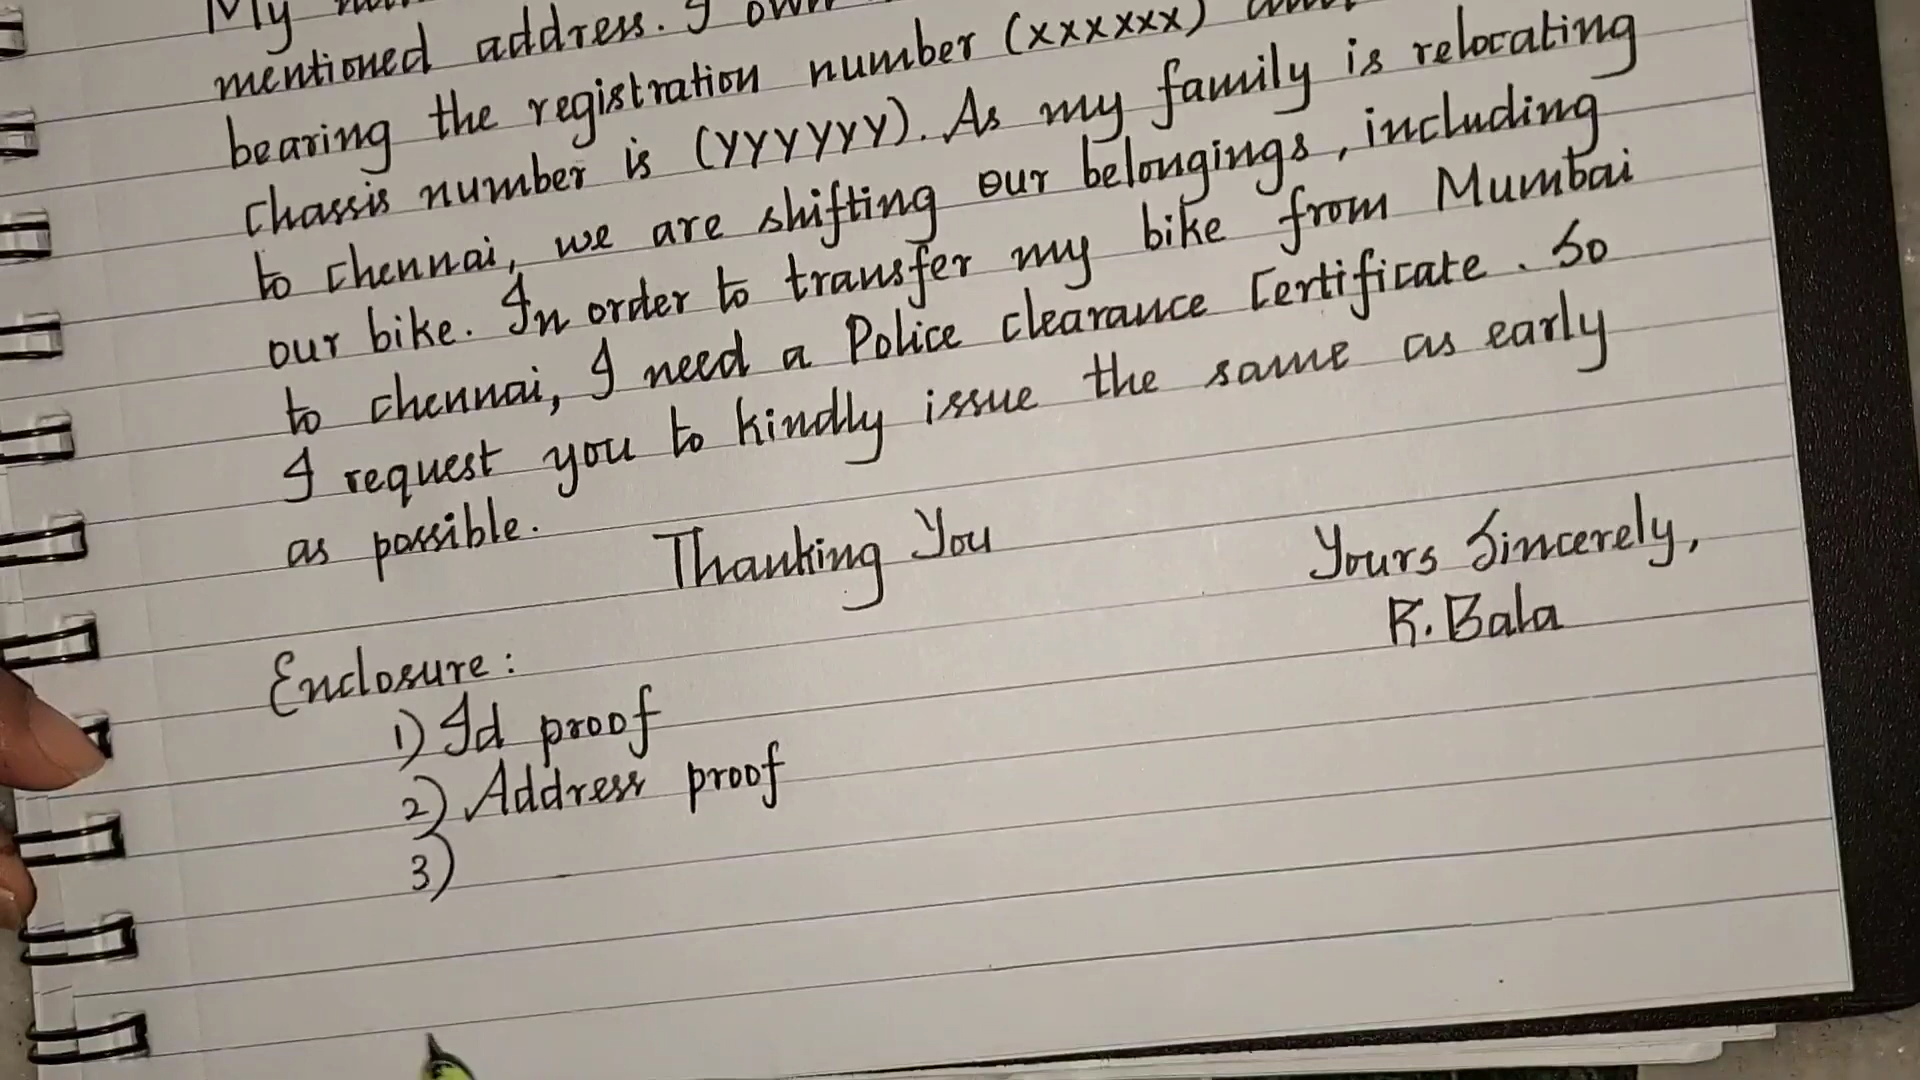 My
mentioned address. I own
bearing the registration number (xxxxxx)
chassis number is (YYYYYYY). As my family is relocating
to chennai, we are shifting our belongings, including
our bike. In order to transfer my bike from Mumbai
to chennai, I need a Police clearance Certificate. So
I request you to kindly issue the same as early
as possible.
Thanking You
Yours Sincerely,
R. Bala
Enclosure:
1) Id proof
2) Address proof
3)